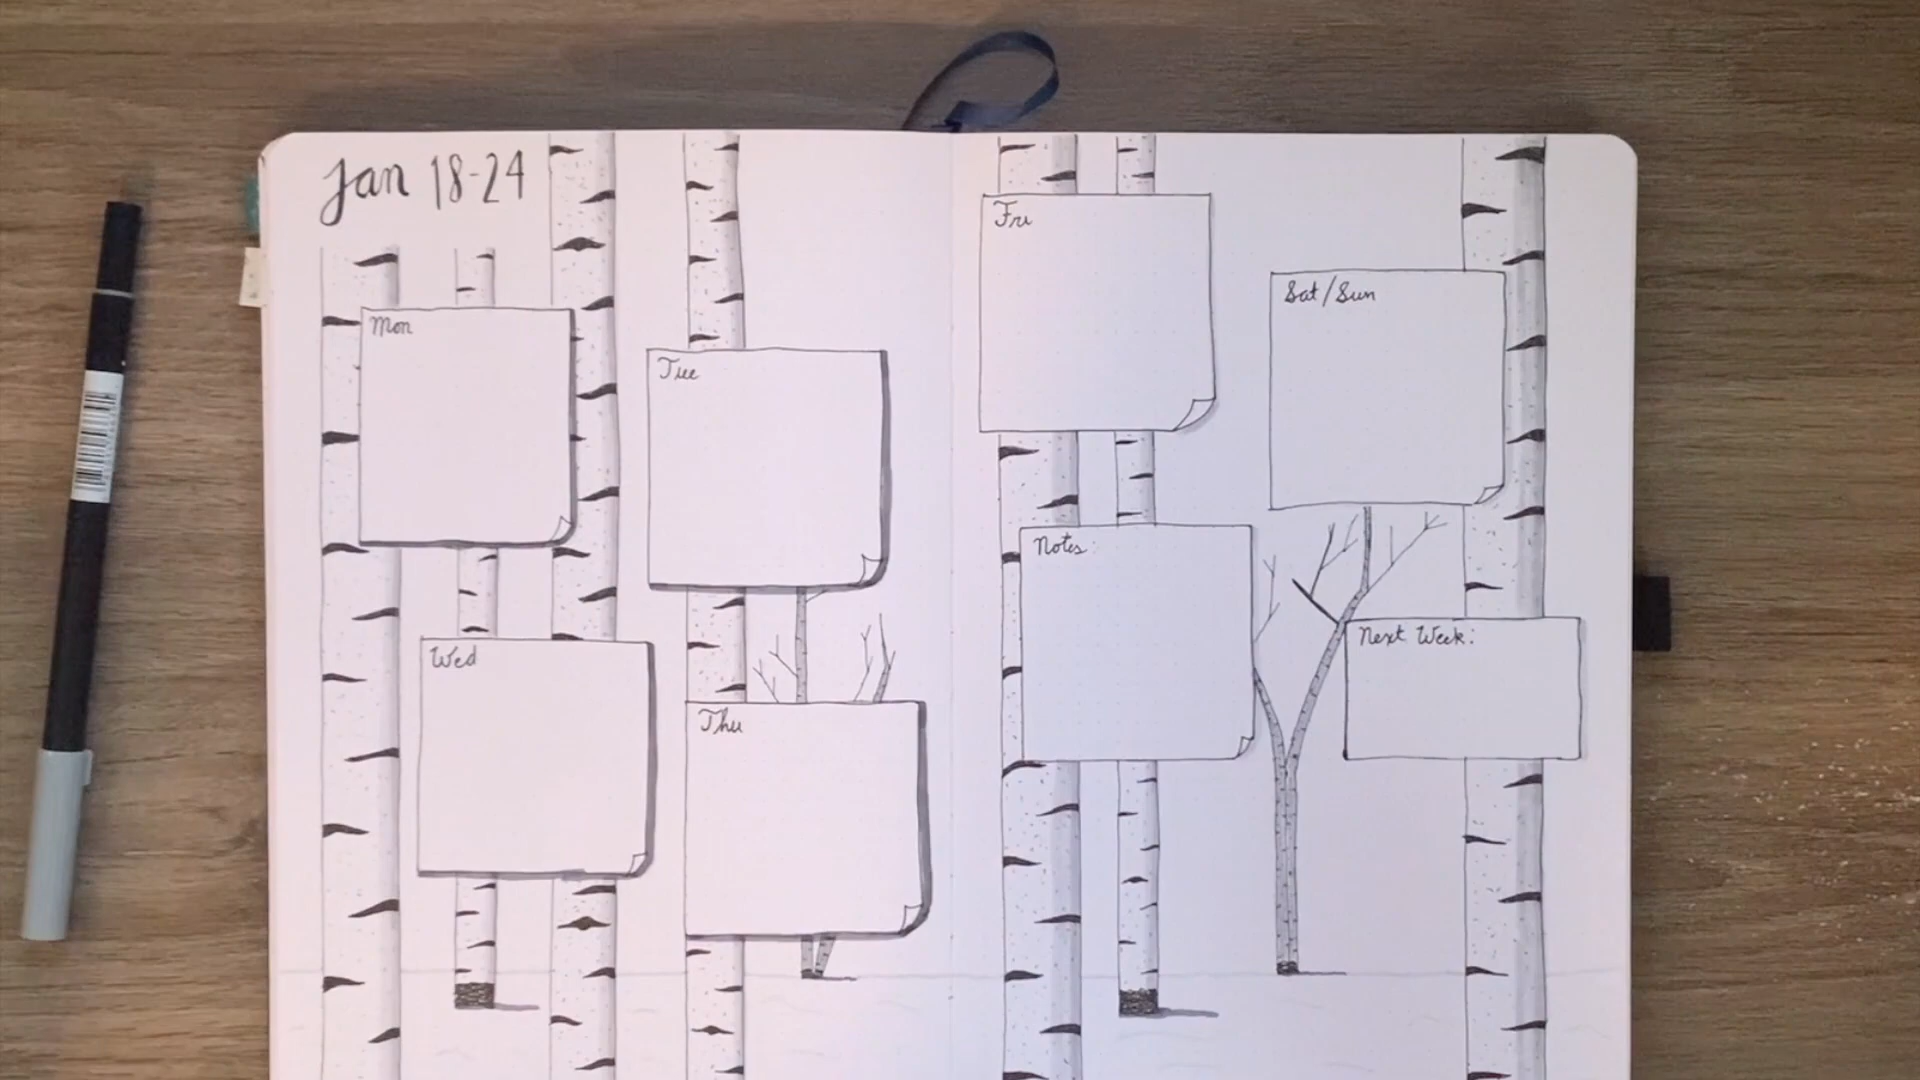 Jan 18-24
Mon
Tue
Wed
Thu
Fri
Sat/Sun
Notes:
Next Week: